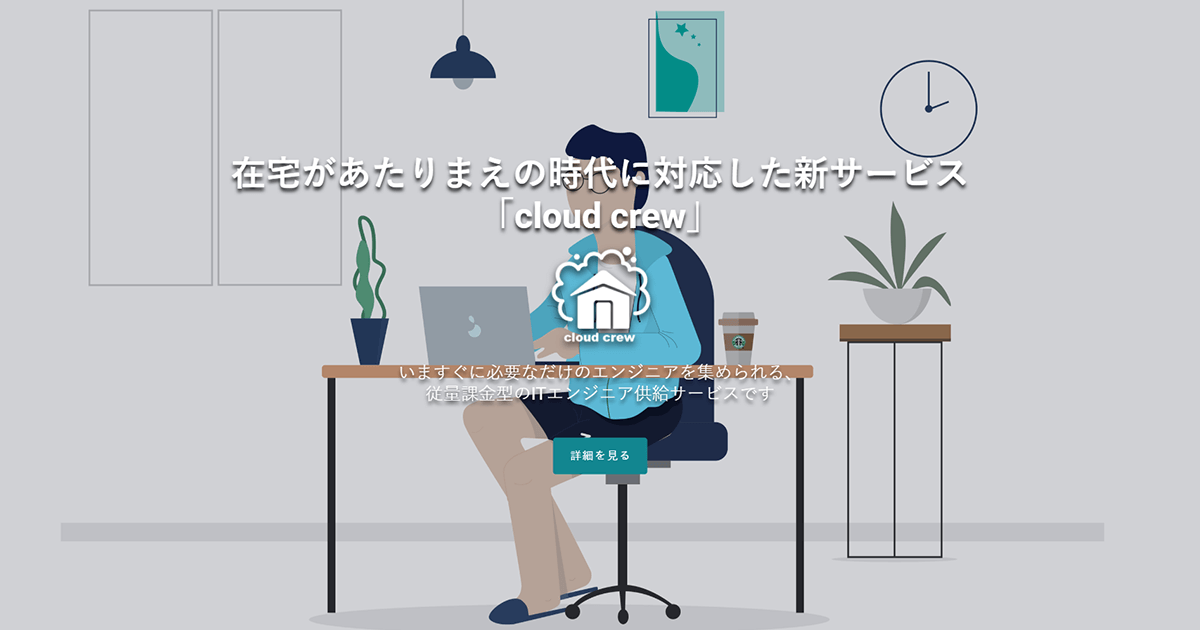 在宅があたりまえの時代に対応した新サービス
「cloud crew」
cloud crew
いますぐに必要なだけのエンジニアを集められる、
従量課金型のITエンジニア供給サービスです
詳細を見る